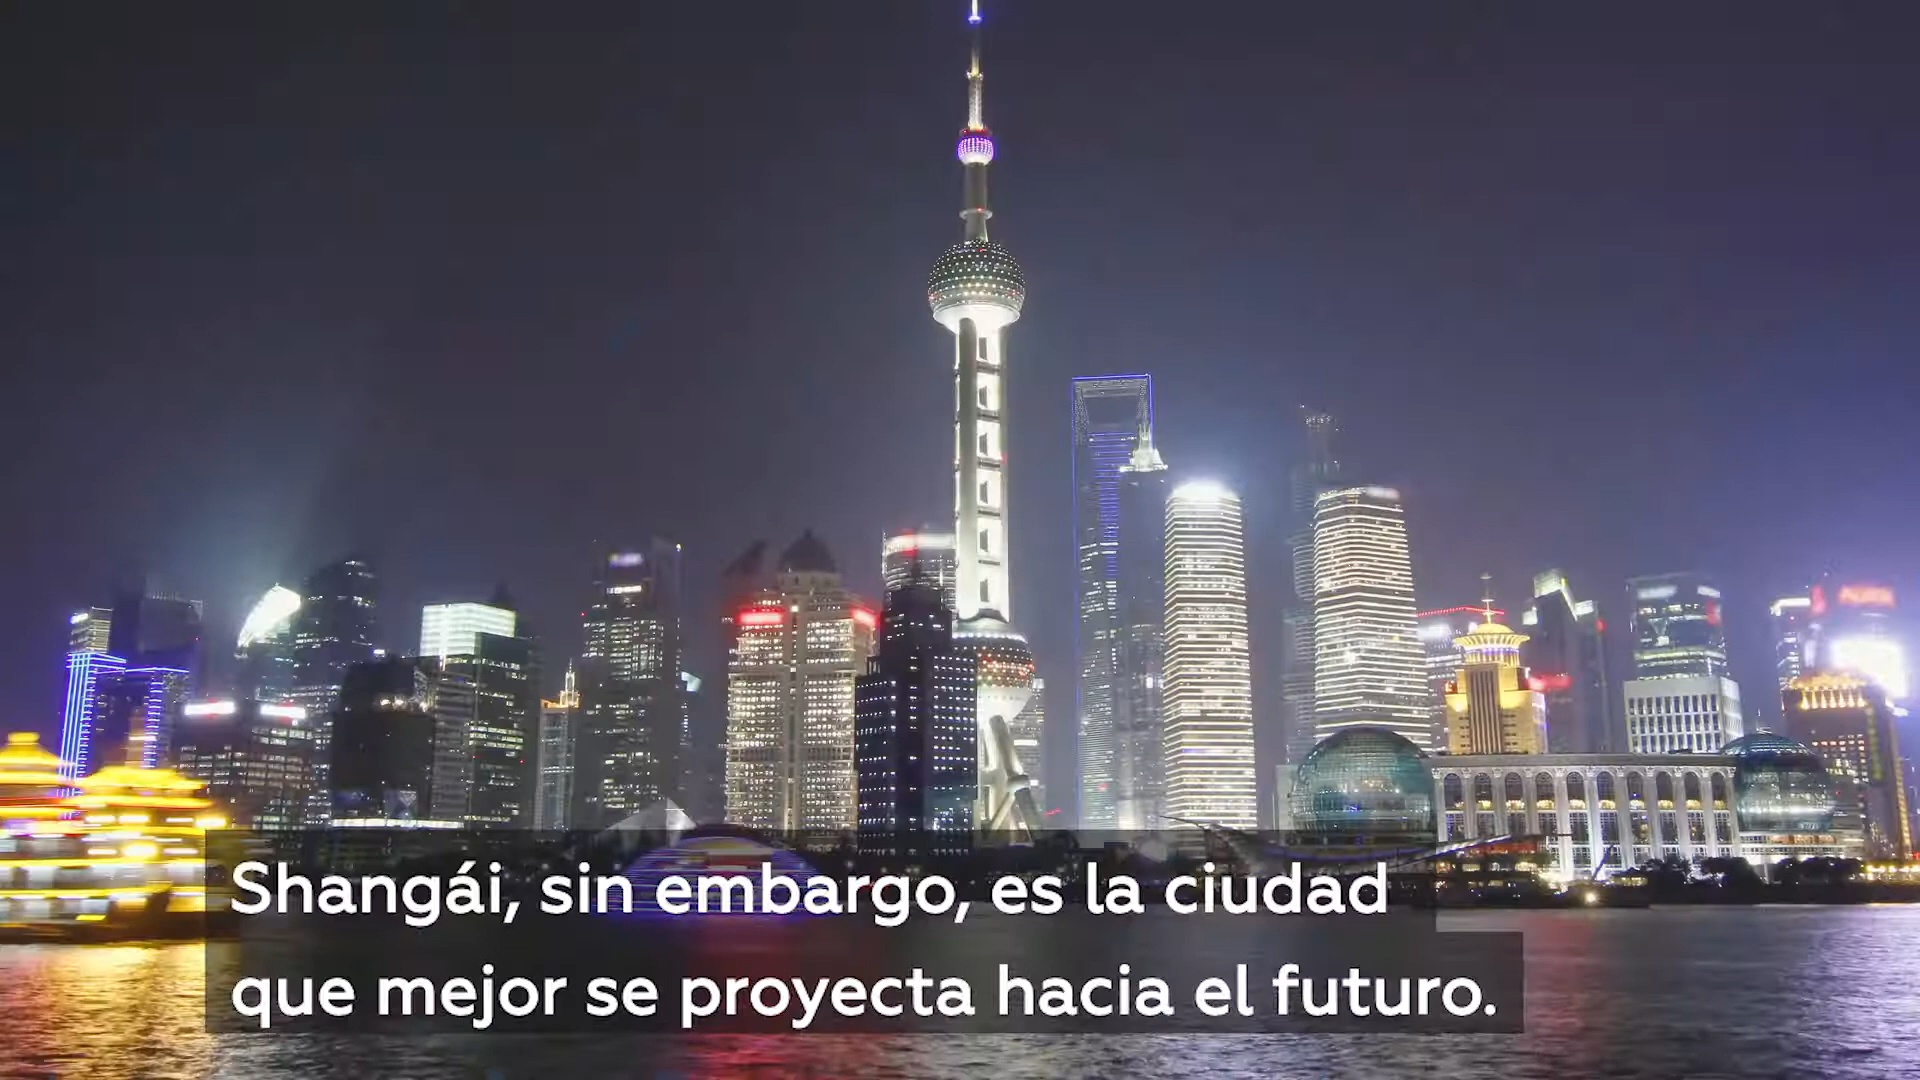 Shangái, sin embargo, es la ciudad
que mejor se proyecta hacia el futuro.